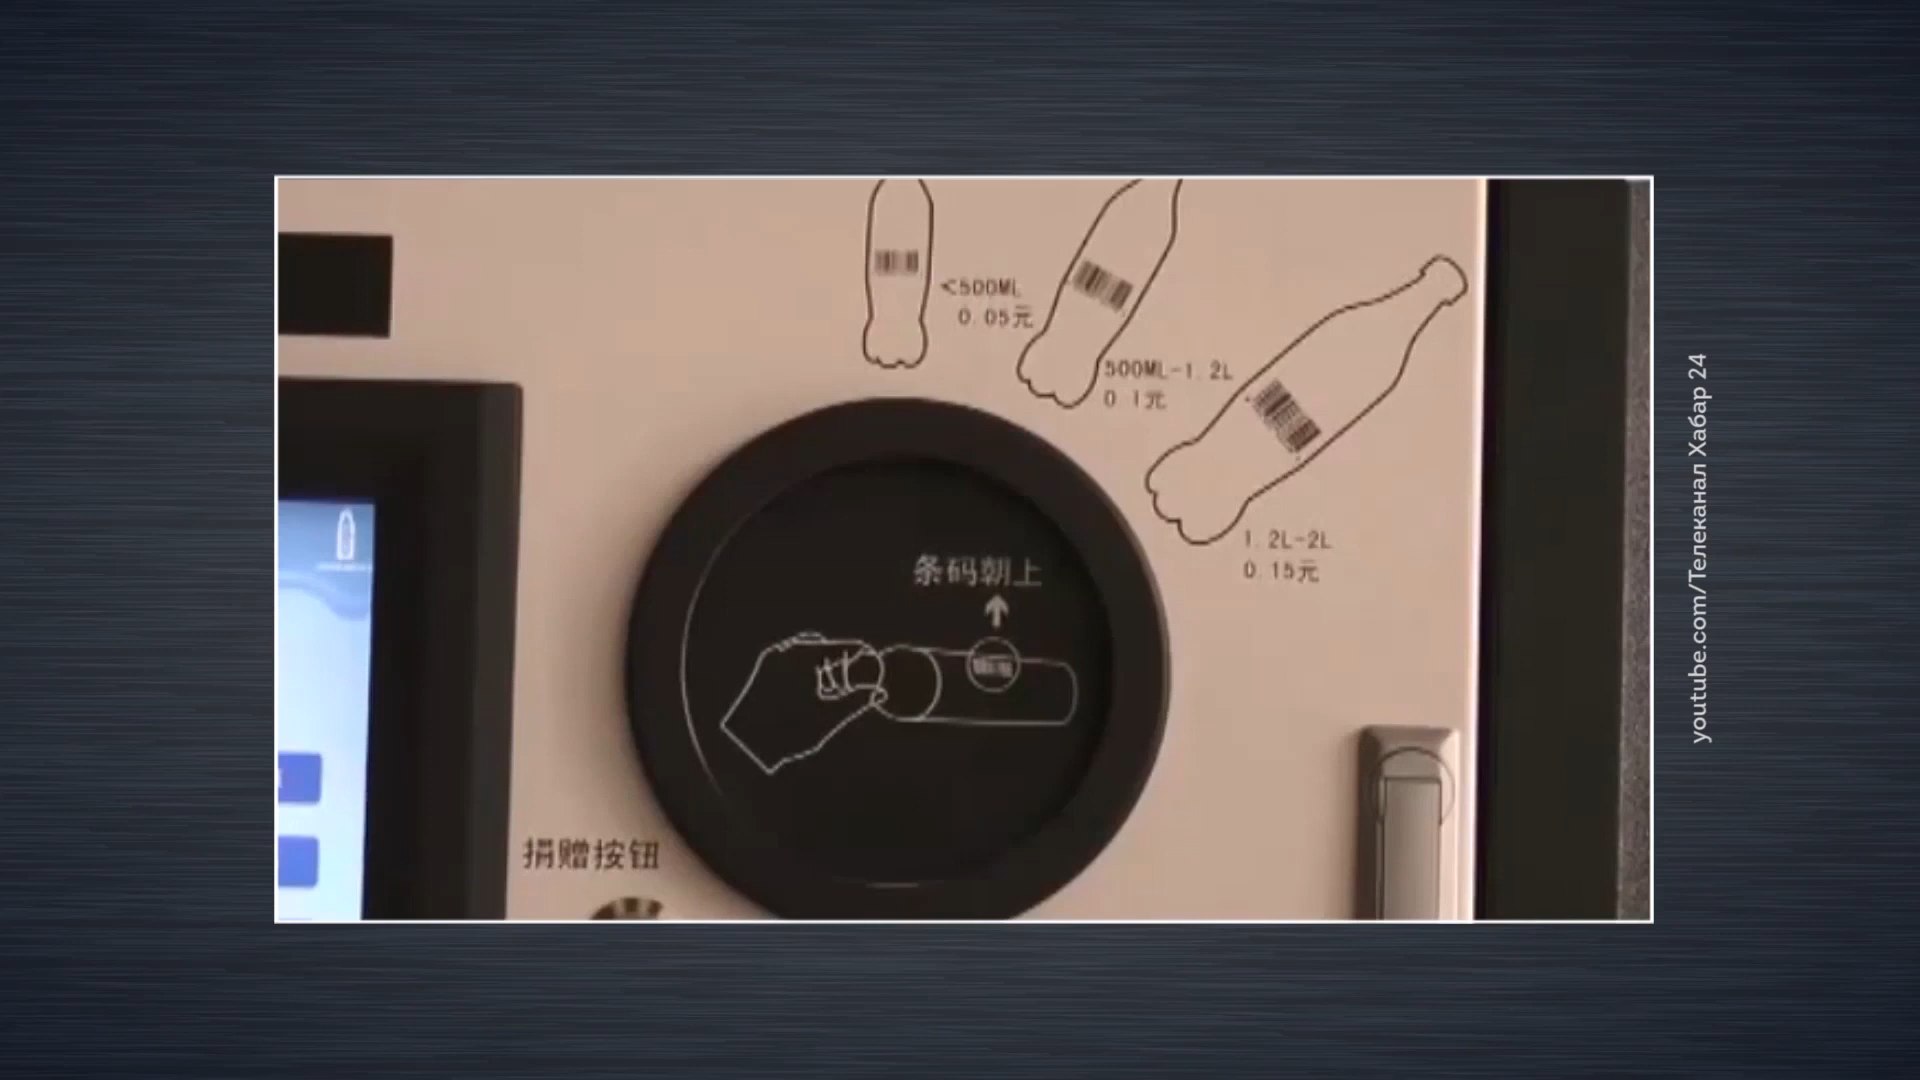 <500ML
0.05元
500ML-1.2L
0.1元
1.2L-2L
0.15元
条码朝上
捐赠按钮
youtube.com/Телеканал Хабар 24